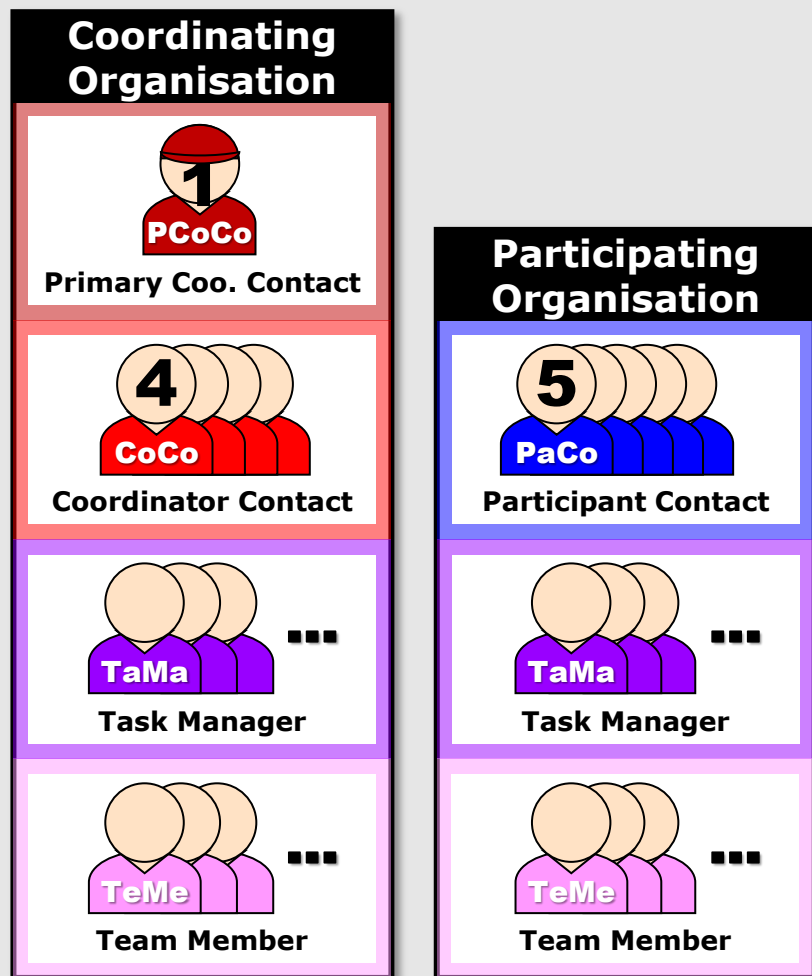 Coordinating
Organisation
1
PCoCo
Primary Coo. Contact
4
CoCo
Coordinator Contact
...
TaMa
Task Manager
...
TeMe
Team Member
Participating
Organisation
5
PaCo
Participant Contact
...
TaMa
Task Manager
...
TeMe
Team Member